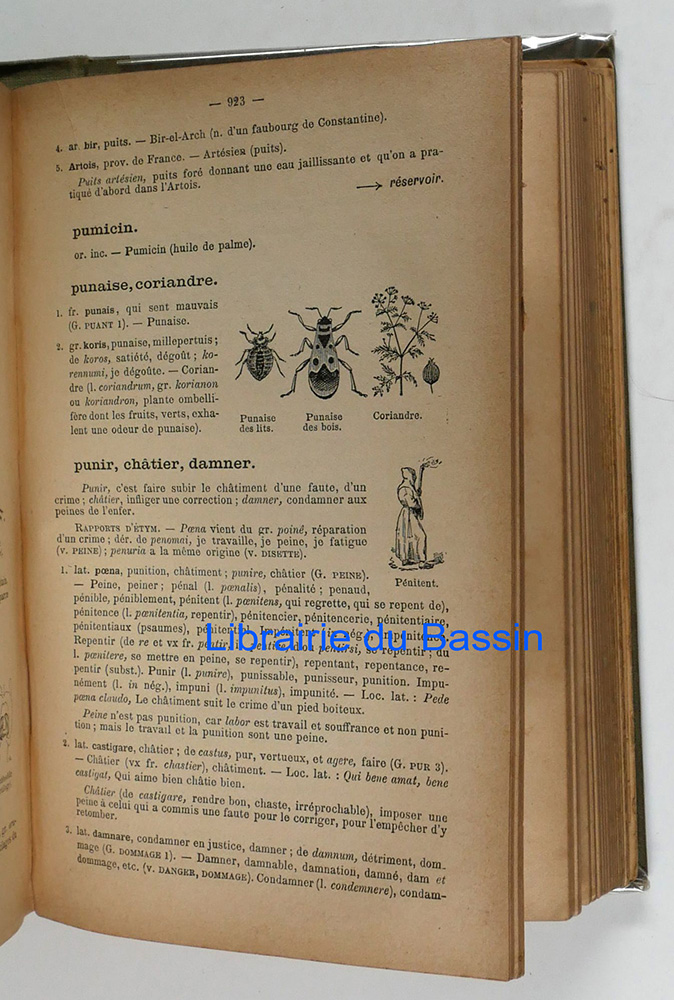 — 923 —
4. ar. bir, puits. — Bir-el-Arch (n. d'un faubourg de Constantine).
5. Artois, prov. de France. — Artésien (puits).
Puits artésien, puits foré donnant une eau jaillissante et qu'on a pra-
tiqué d'abord dans l'Artois.
→ réservoir.
pumicin.
or. inc. — Pumicin (huile de palme).
punaise, coriandre.
1. fr. punais, qui sent mauvais
(G. PUANT 1). — Punaise.
2. gr. koris, punaise, millepertuis ;
de koros, satiété, dégoût ; ko-
rennumi, je dégoûte. — Corian-
dre (l. coriandrum, gr. korianon
ou koriandron, plante ombelli-
fère dont les fruits, verts, exha-
lent une odeur de punaise).
Punaise
des lits.
Punaise
des bois.
Coriandre.
punir, châtier, damner.
Punir, c'est faire subir le châtiment d'une faute, d'un
crime ; châtier, infliger une correction ; damner, condamner aux
peines de l'enfer.
RAPPORTS D'ÉTYM. — Pœna vient du gr. poinê, réparation
d'un crime ; dér. de penomai, je travaille, je peine, je fatigue
(v. PEINE) ; penuria a la même origine (v. DISETTE).
Pénitent.
1. lat. pœna, punition, châtiment ; punire, châtier (G. PEINE).
— Peine, peiner ; pénal (l. pœnalis), pénalité ; penaud,
pénible, péniblement, pénitent (l. pœnitens, qui regrette, qui se repent de),
pénitence (l. pœnitentia, repentir), pénitencier, pénitencerie, pénitentiaire,
pénitentiaux (psaumes),
Repentir (de re et vx fr.
l. pœnitere, se mettre en peine, se repentir), repentant, repentance, re-
pentir (subst.). Punir (l. punire), punissable, punisseur, punition. Impu-
nément (l. in nég.), impuni (l. impunitus), impunité. — Loc. lat. : Pede
pœna claudo, Le châtiment suit le crime d'un pied boiteux.
Peine n'est pas punition, car labor est travail et souffrance et non puni-
tion ; mais le travail et la punition sont une peine.
2. lat. castigare, châtier ; de castus, pur, vertueux, et agere, faire (G. PUR 3).
— Châtier (vx fr. chastier), châtiment. — Loc. lat. : Qui bene amat, bene
castigat, Qui aime bien châtie bien.
Châtier (de castigare, rendre bon, chaste, irréprochable), imposer une
peine à celui qui a commis une faute pour le corriger, pour l'empêcher d'y
retomber.
3. lat. damnare, condamner en justice, damner ; de damnum, détriment, dom-
mage (G. DOMMAGE 1). — Damner, damnable, damnation, damné, dam et
dommage, etc. (v. DANGER, DOMMAGE). Condamner (l. condemnere), condam-
Librairie du Bassin